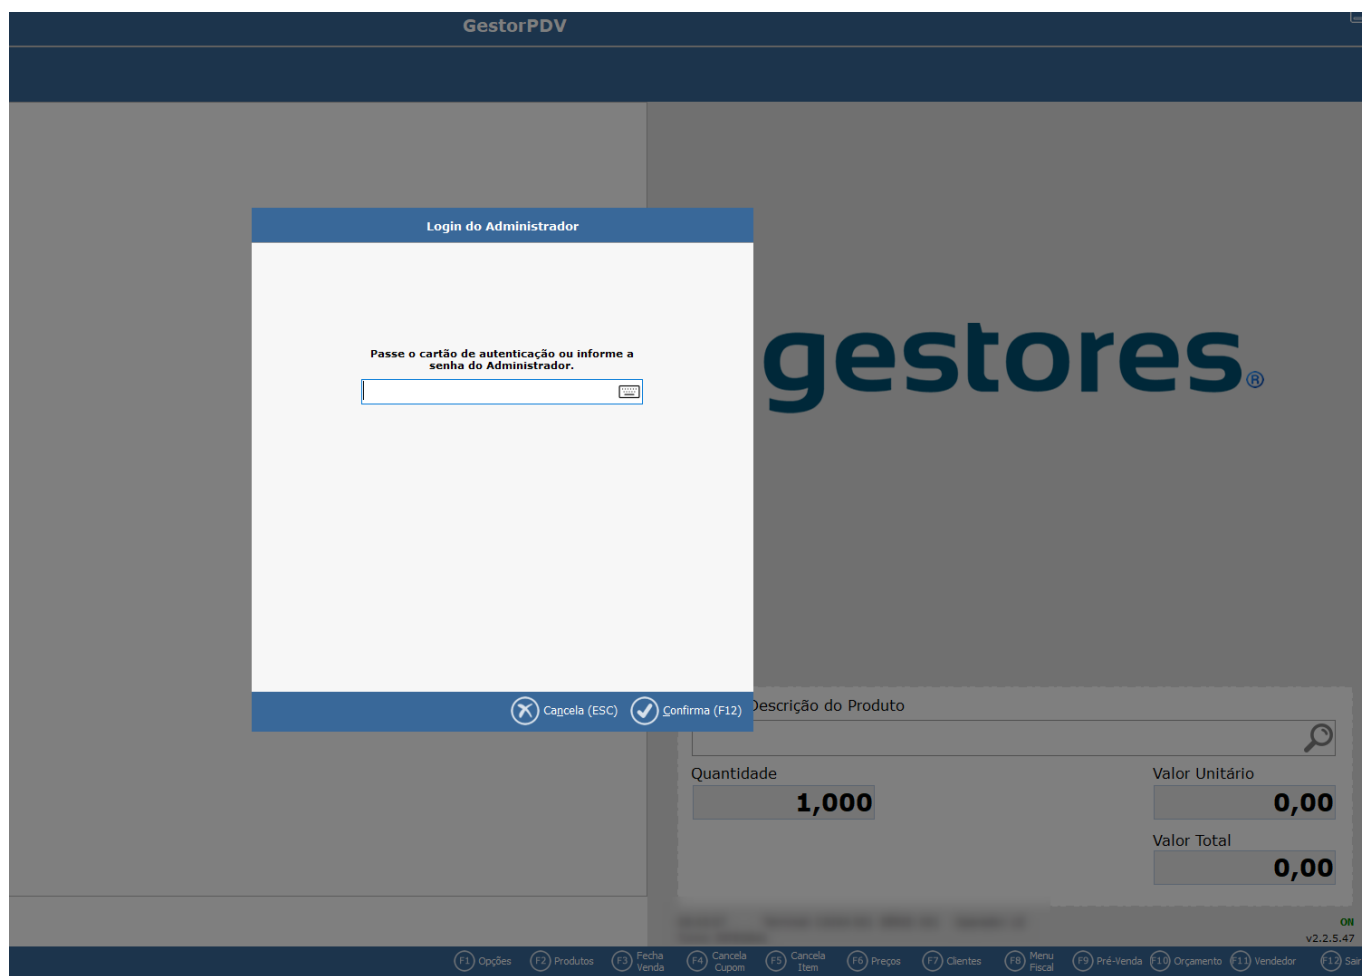 GestorPDV
Login do Administrador
Passe o cartão de autenticação ou informe a
senha do Administrador.
Cancela (ESC)
Confirma (F12)
gestores®
Descrição do Produto
Quantidade
Valor Unitário
1,000
0,00
Valor Total
0,00
ON
v2.2.5.47
F1 Opções
F2 Produtos
F3 Fecha
Venda
F4 Cancela
Cupom
F5 Cancela
Item
F6 Preços
F7 Clientes
F8 Menu
Fiscal
F9 Pré-Venda
F10 Orçamento
F11 Vendedor
F12 Sair